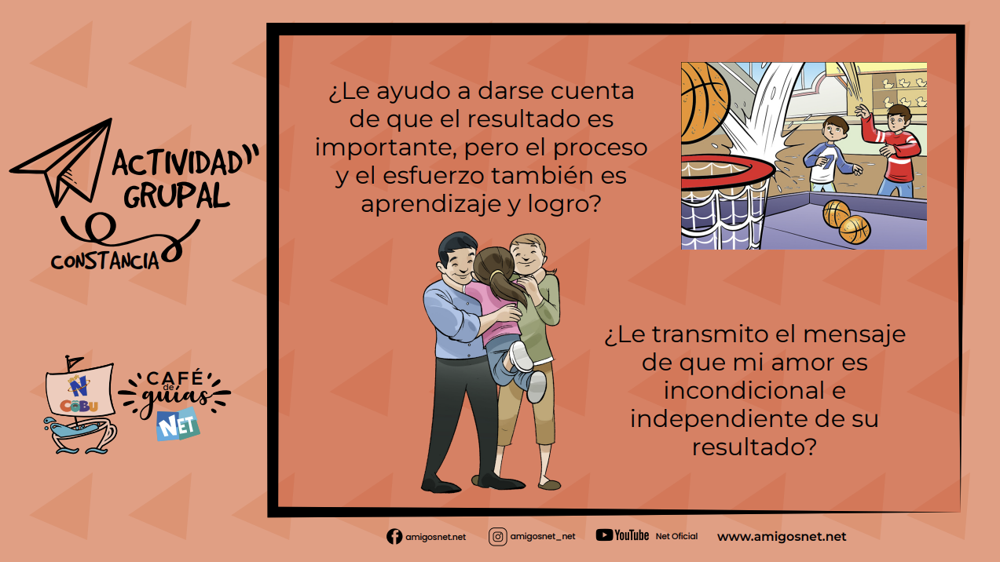 ACTIVIDAD
GRUPAL
CONSTANCIA
N
COBU
CAFÉ
de
guías
NET
¿Le ayudo a darse cuenta
de que el resultado es
importante, pero el proceso
y el esfuerzo también es
aprendizaje y logro?
7
¿Le transmito el mensaje
de que mi amor es
incondicional e
independiente de su
resultado?
amigosnet.net
amigosnet_net
YouTube
Net Oficial
www.amigosnet.net